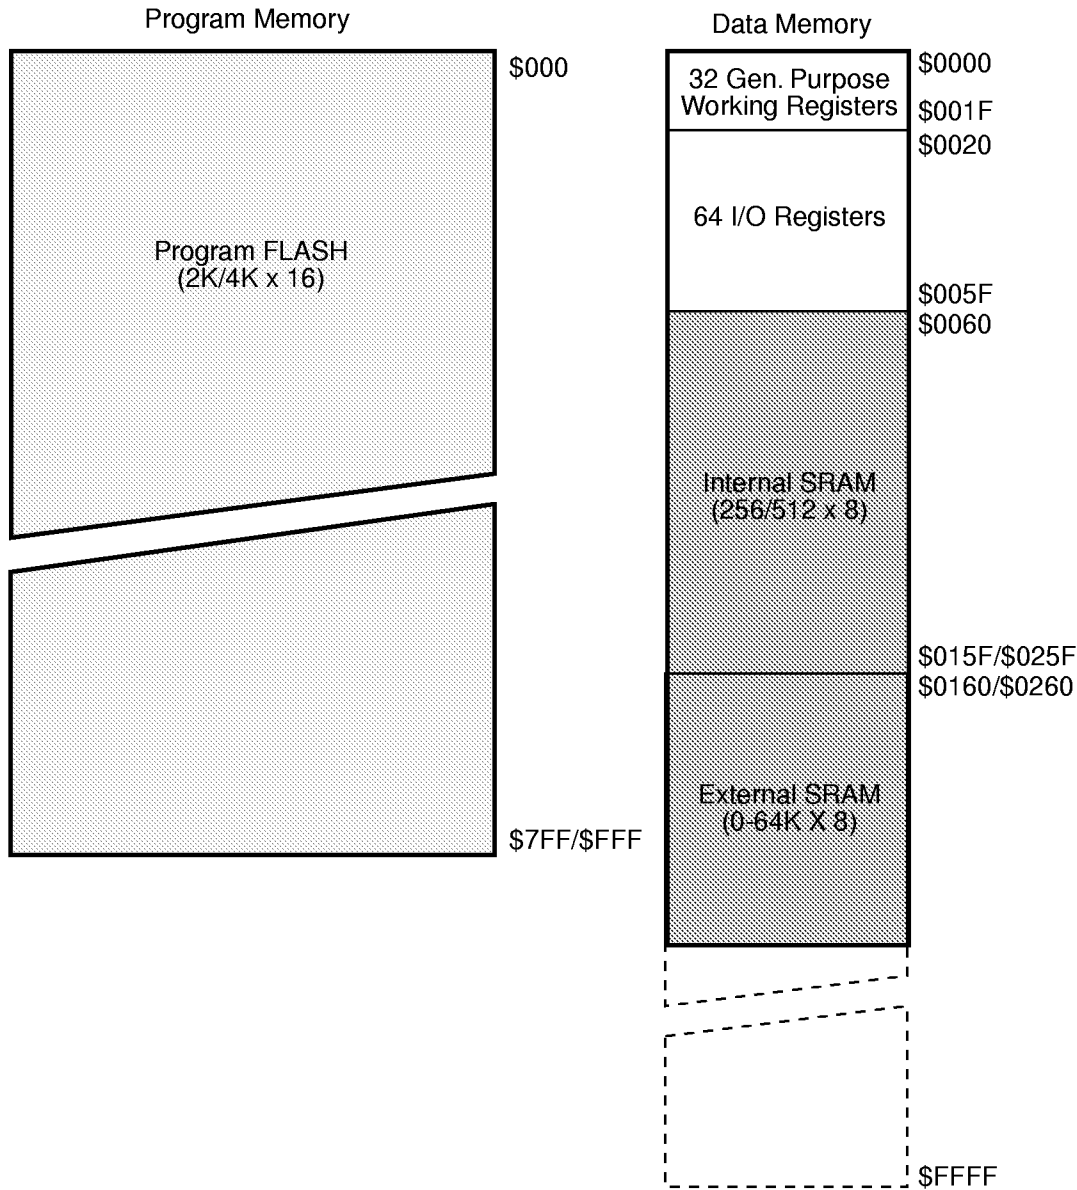 Program Memory
$000
Program FLASH
(2K/4K x 16)
$7FF/$FFF
Data Memory
$0000
32 Gen. Purpose
Working Registers
$001F
$0020
64 I/O Registers
$005F
$0060
Internal SRAM
(256/512 x 8)
$015F/$025F
$0160/$0260
External SRAM
(0-64K X 8)
$FFFF